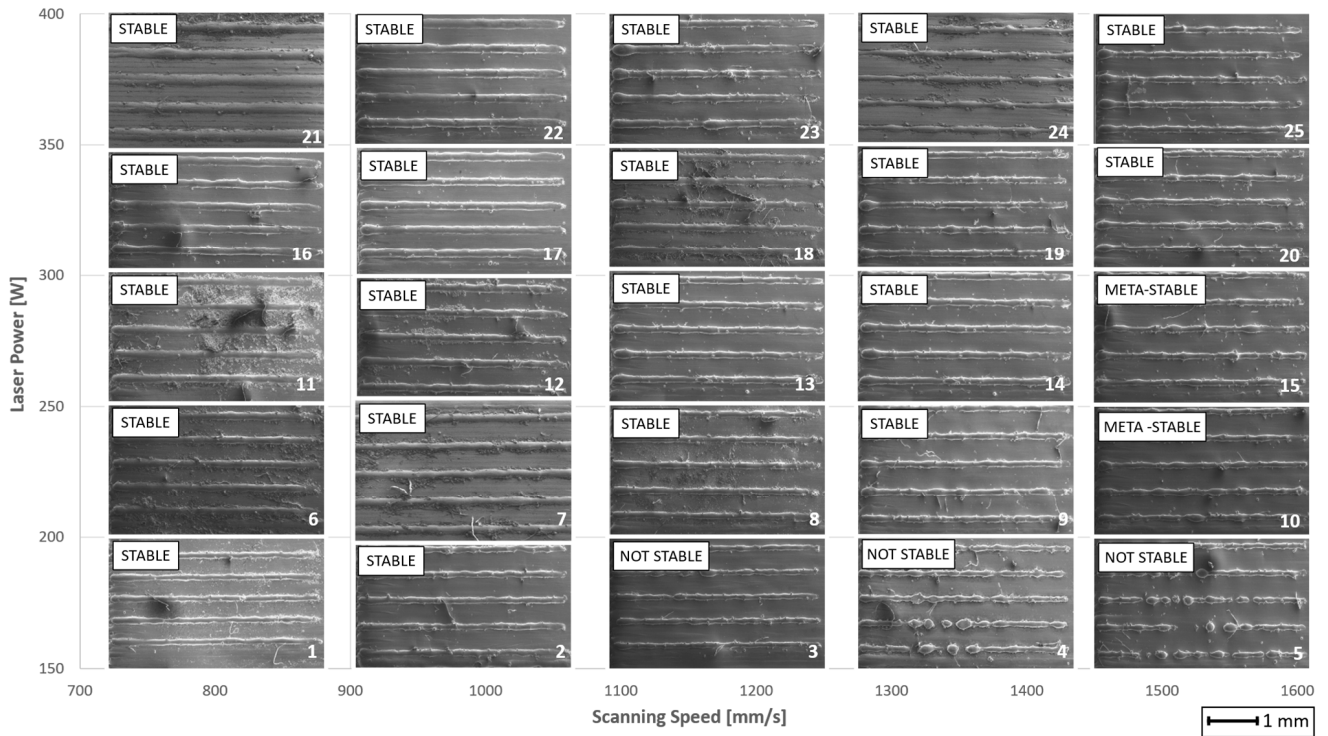 400
STABLE
STABLE
STABLE
STABLE
STABLE
21
22
23
24
25
350
STABLE
STABLE
STABLE
STABLE
STABLE
16
17
18
19
20
300
STABLE
STABLE
STABLE
STABLE
META-STABLE
11
12
13
14
15
250
STABLE
STABLE
STABLE
STABLE
META -STABLE
6
7
8
9
10
200
STABLE
STABLE
NOT STABLE
NOT STABLE
NOT STABLE
1
2
3
4
5
150
Laser Power [W]
700 800 900 1000 1100 1200 1300 1400 1500 1600
Scanning Speed [mm/s]
1 mm